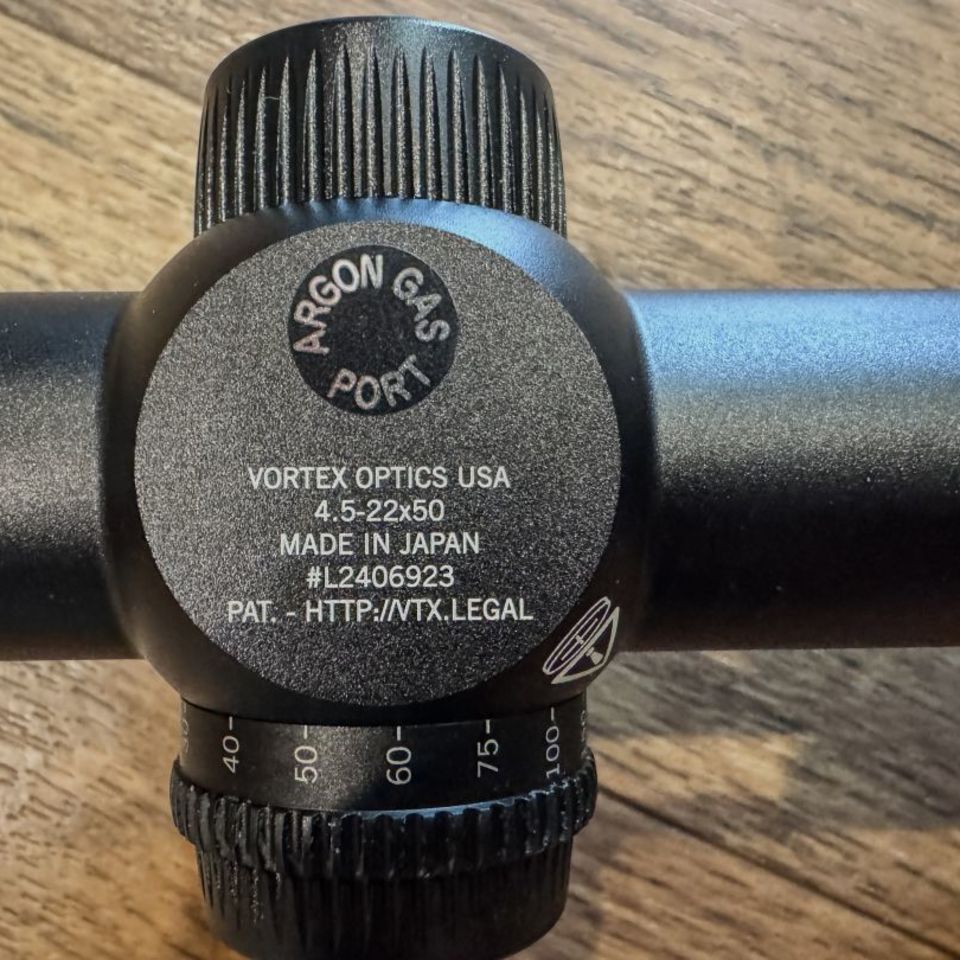 ARGON GAS
PORT
VORTEX OPTICS USA
4.5-22x50
MADE IN JAPAN
#L2406923
PAT. - HTTP://VTX.LEGAL
40 50 60 75 100